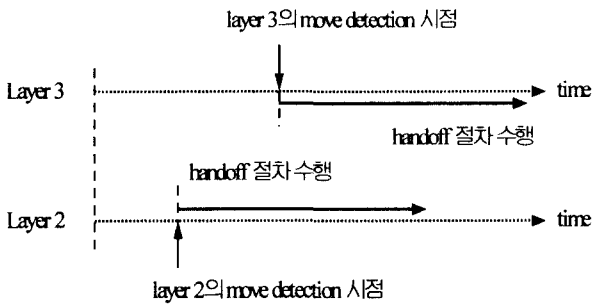 layer 3의 move detection 시점
Layer 3
time
handoff 절차 수행
handoff 절차 수행
Layer 2
time
layer 2의 move detection 시점